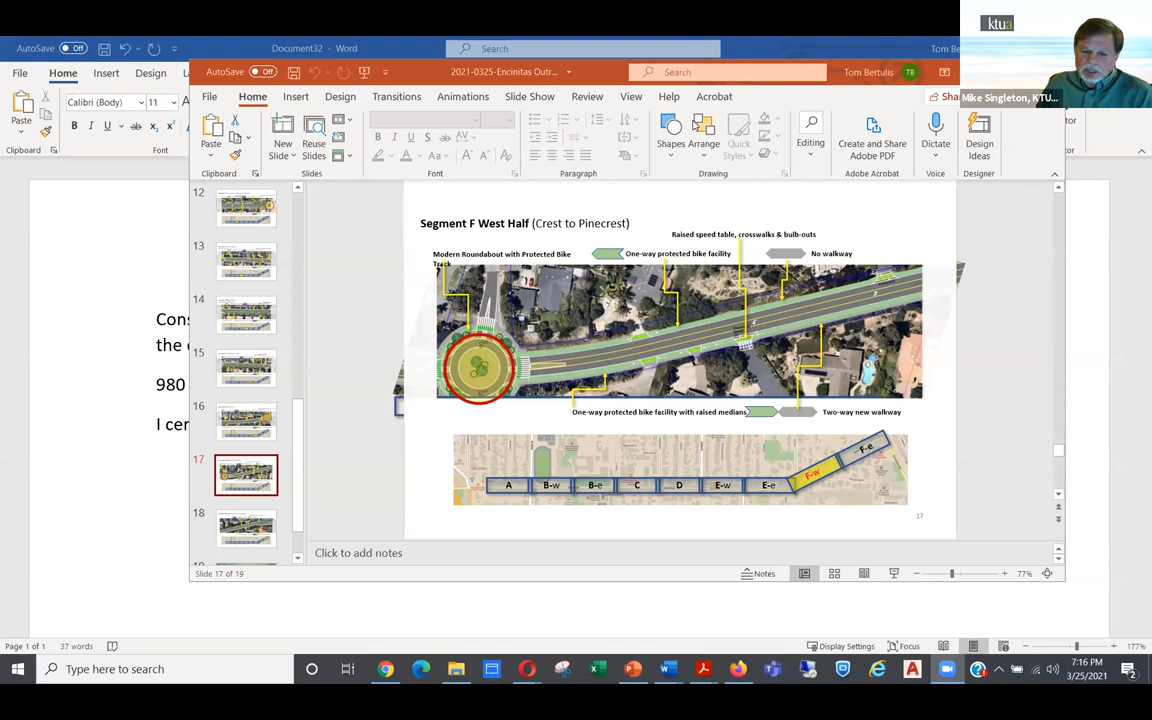 ktua
Mike Singleton, KTU...
AutoSave Off
Document32 - Word
Search
Tom Be
File
Home
Insert
Design
AutoSave Off
2021-0325-Encinitas Outr...
Search
Tom Bertulis
TB
File
Home
Insert
Design
Transitions
Animations
Slide Show
Review
View
Help
Acrobat
Sha
Calibri (Body)
11
Paste
Clipboard
Font
Paste
Clipboard
New
Slide
Reuse
Slides
Slides
Font
Paragraph
Shapes
Arrange
Quick
Styles
Drawing
Editing
Create and Share
Adobe PDF
Adobe Acrobat
Dictate
Voice
Design
Ideas
Designer
12
13
14
15
16
17
18
Cons
the
980
I cer
Segment F West Half (Crest to Pinecrest)
Raised speed table, crosswalks & bulb-outs
Modern Roundabout with Protected Bike
Track
One-way protected bike facility
No walkway
One-way protected bike facility with raised medians
Two-way new walkway
A
B-w
B-e
C
D
E-w
E-e
F-w
F-e
17
Click to add notes
Slide 17 of 19
Notes
77%
Page 1 of 1
37 words
Display Settings
Focus
177%
Type here to search
7:16 PM
3/25/2021
2